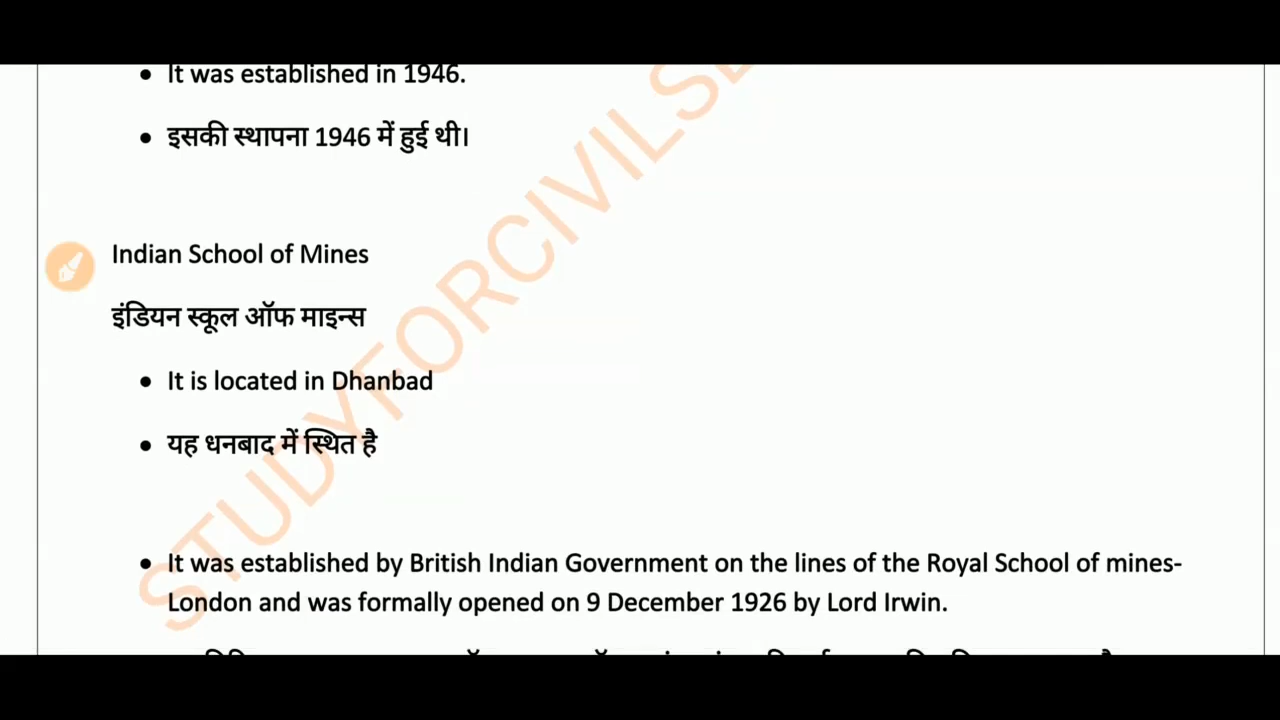 It was established in 1946.
इसकी स्थापना 1946 में हुई थी।
Indian School of Mines
इंडियन स्कूल ऑफ माइन्स
It is located in Dhanbad
यह धनबाद में स्थित है
It was established by British Indian Government on the lines of the Royal School of mines-
London and was formally opened on 9 December 1926 by Lord Irwin.
STUDYFORCIVILSE